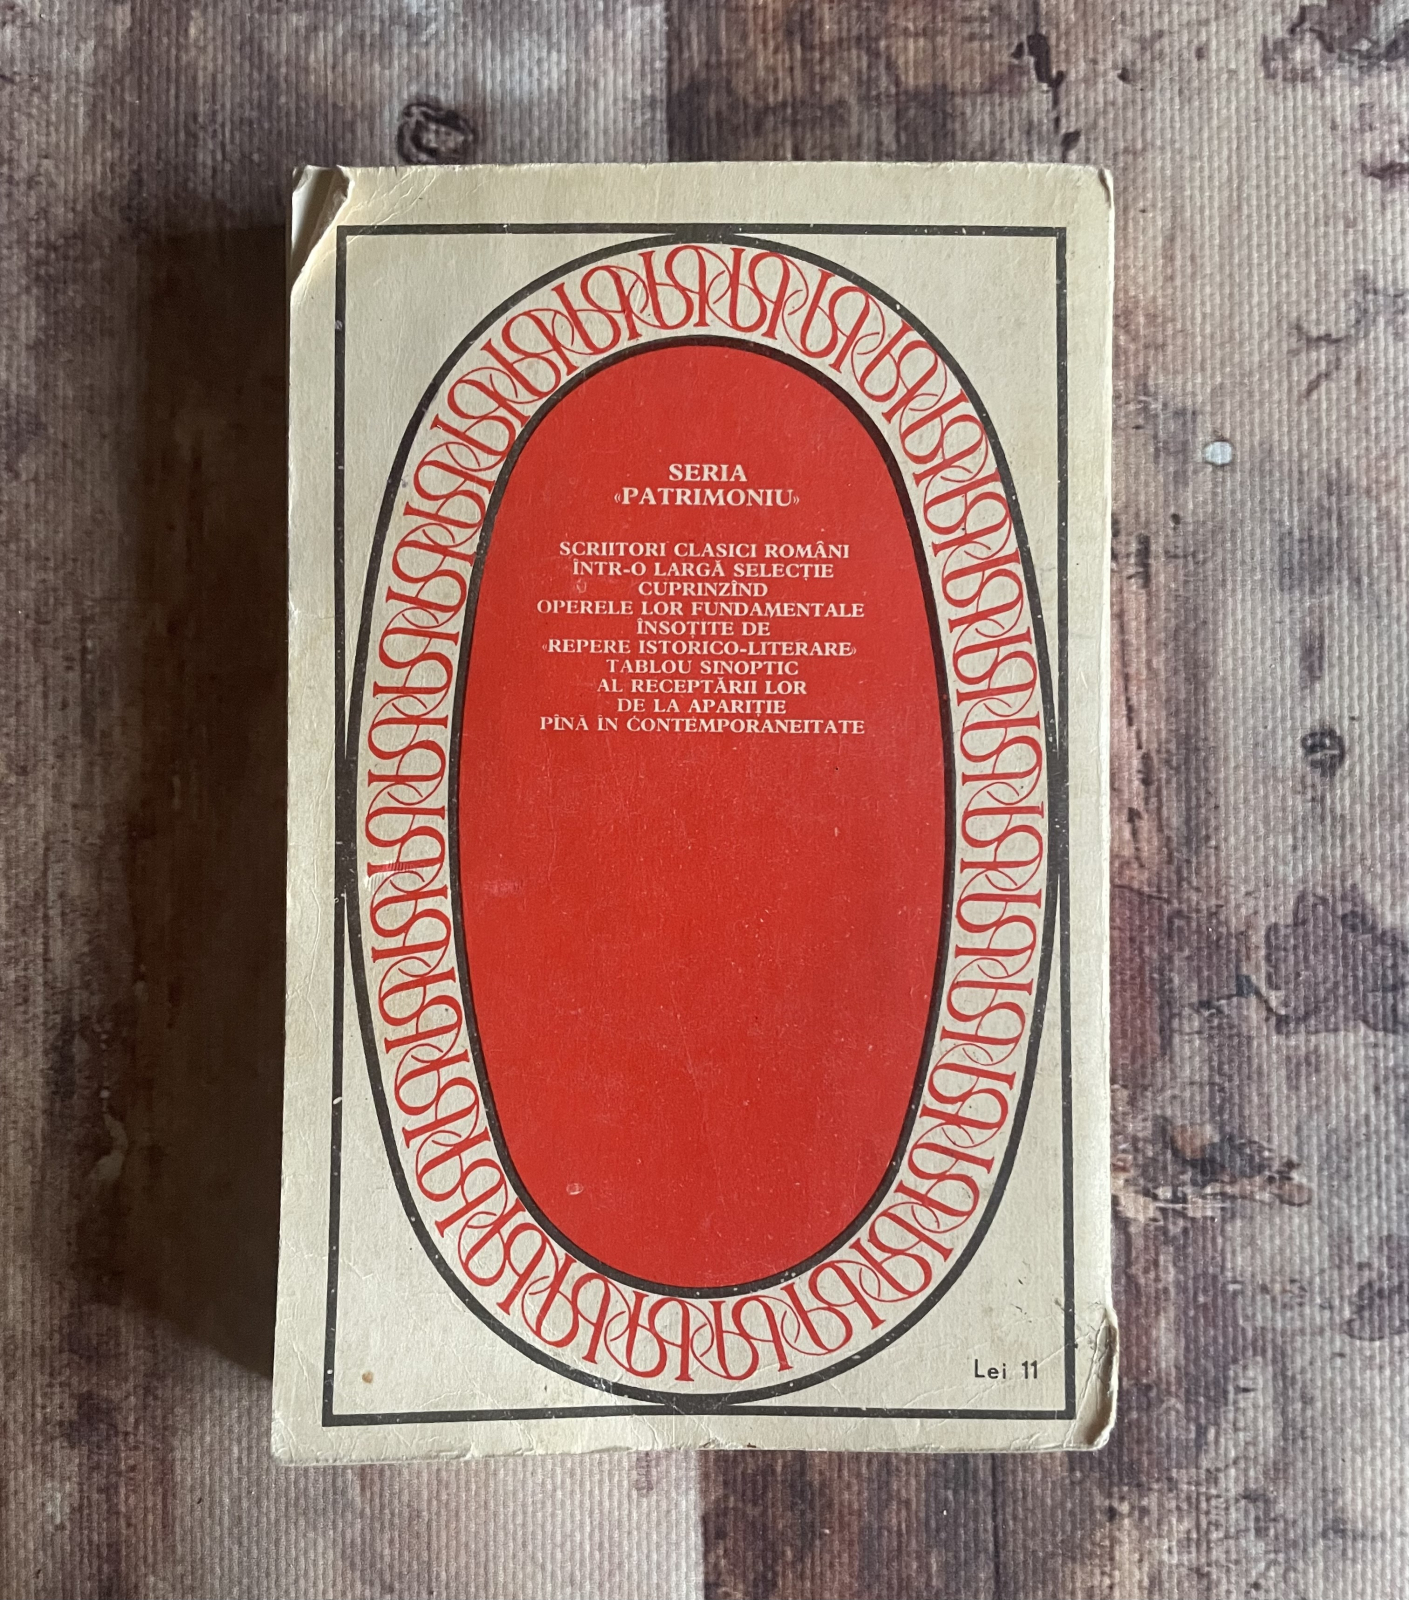 SERIA
«PATRIMONIU»
SCRIITORI CLASICI ROMÂNI
ÎNTR-O LARGĂ SELECȚIE
CUPRINZÎND
OPERELE LOR FUNDAMENTALE
ÎNSOȚITE DE
«REPERE ISTORICO-LITERARE»
TABLOU SINOPTIC
AL RECEPTĂRII LOR
DE LA APARIȚIE
PÎNĂ ÎN CONTEMPORANEITATE
Lei 11